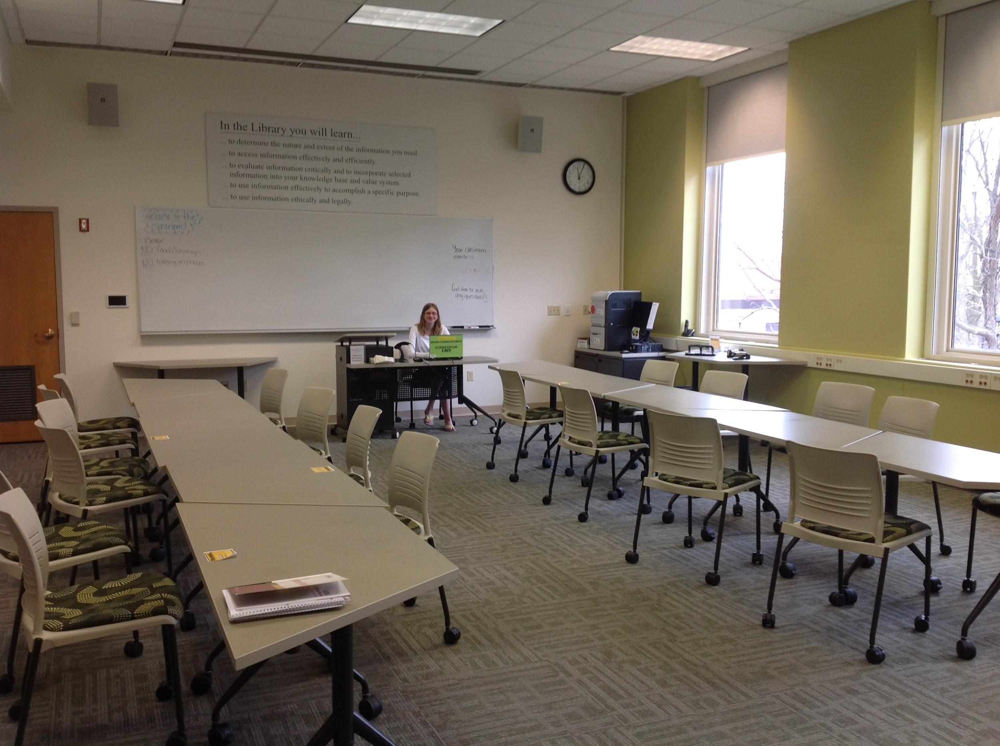 In the Library you will learn...
... to determine the nature and extent of the information you need.
... to access information effectively and efficiently.
... to evaluate information critically and to incorporate selected
information into your knowledge base and value system.
... to use information effectively to accomplish a specific purpose.
... to use information ethically and legally.
Welcome to the
Classroom!
Please
NO food/beverages
NO talking on phones
Your classroom
monitor is
feel free to ask
any questions!!
CLASSROOM USE
ONLY